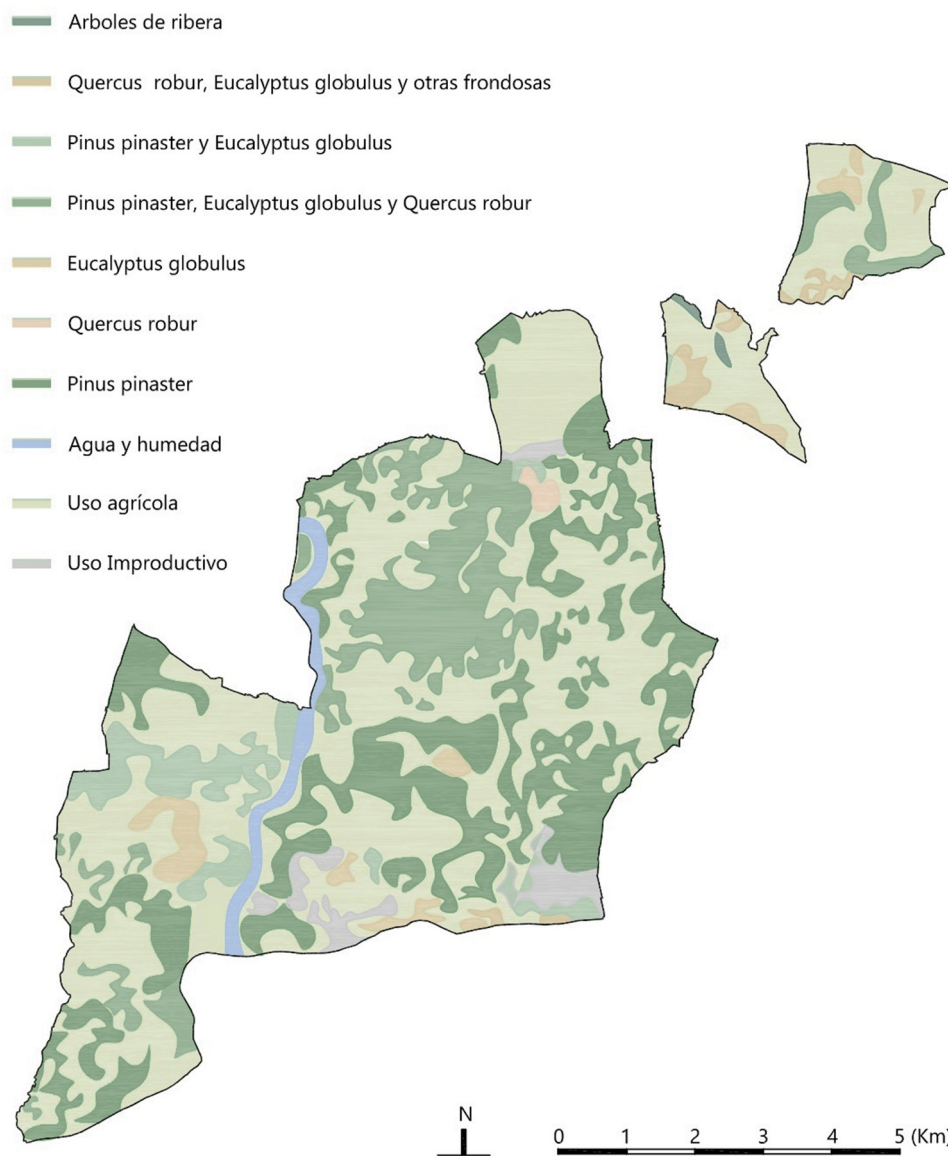 Arboles de ribera
Quercus robur, Eucalyptus globulus y otras frondosas
Pinus pinaster y Eucalyptus globulus
Pinus pinaster, Eucalyptus globulus y Quercus robur
Eucalyptus globulus
Quercus robur
Pinus pinaster
Agua y humedad
Uso agrícola
Uso Improductivo
N
0 1 2 3 4 5 (Km)